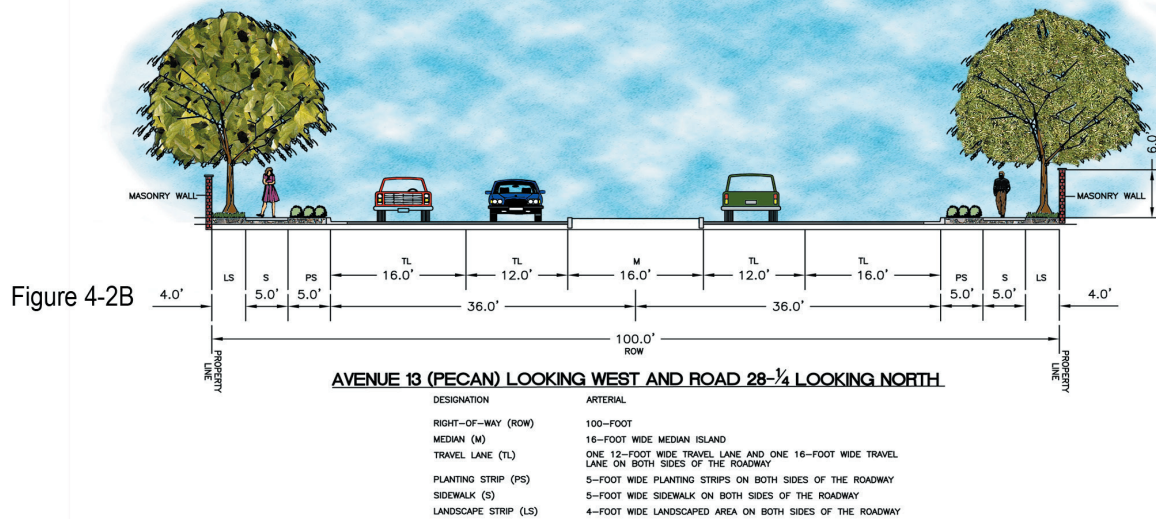 6.0'
MASONRY WALL
MASONRY WALL
TL TL M TL TL
LS S PS 16.0' 12.0' 16.0' 12.0' 16.0' PS S LS
Figure 4-2B
4.0' 5.0' 5.0' 36.0' 36.0' 5.0' 5.0' 4.0'
100.0'
ROW
PROPERTY
LINE
PROPERTY
LINE
AVENUE 13 (PECAN) LOOKING WEST AND ROAD 28-¼ LOOKING NORTH
DESIGNATION ARTERIAL
RIGHT-OF-WAY (ROW) 100-FOOT
MEDIAN (M) 16-FOOT WIDE MEDIAN ISLAND
TRAVEL LANE (TL) ONE 12-FOOT WIDE TRAVEL LANE AND ONE 16-FOOT WIDE TRAVEL
LANE ON BOTH SIDES OF THE ROADWAY
PLANTING STRIP (PS) 5-FOOT WIDE PLANTING STRIPS ON BOTH SIDES OF THE ROADWAY
SIDEWALK (S) 5-FOOT WIDE SIDEWALK ON BOTH SIDES OF THE ROADWAY
LANDSCAPE STRIP (LS) 4-FOOT WIDE LANDSCAPED AREA ON BOTH SIDES OF THE ROADWAY